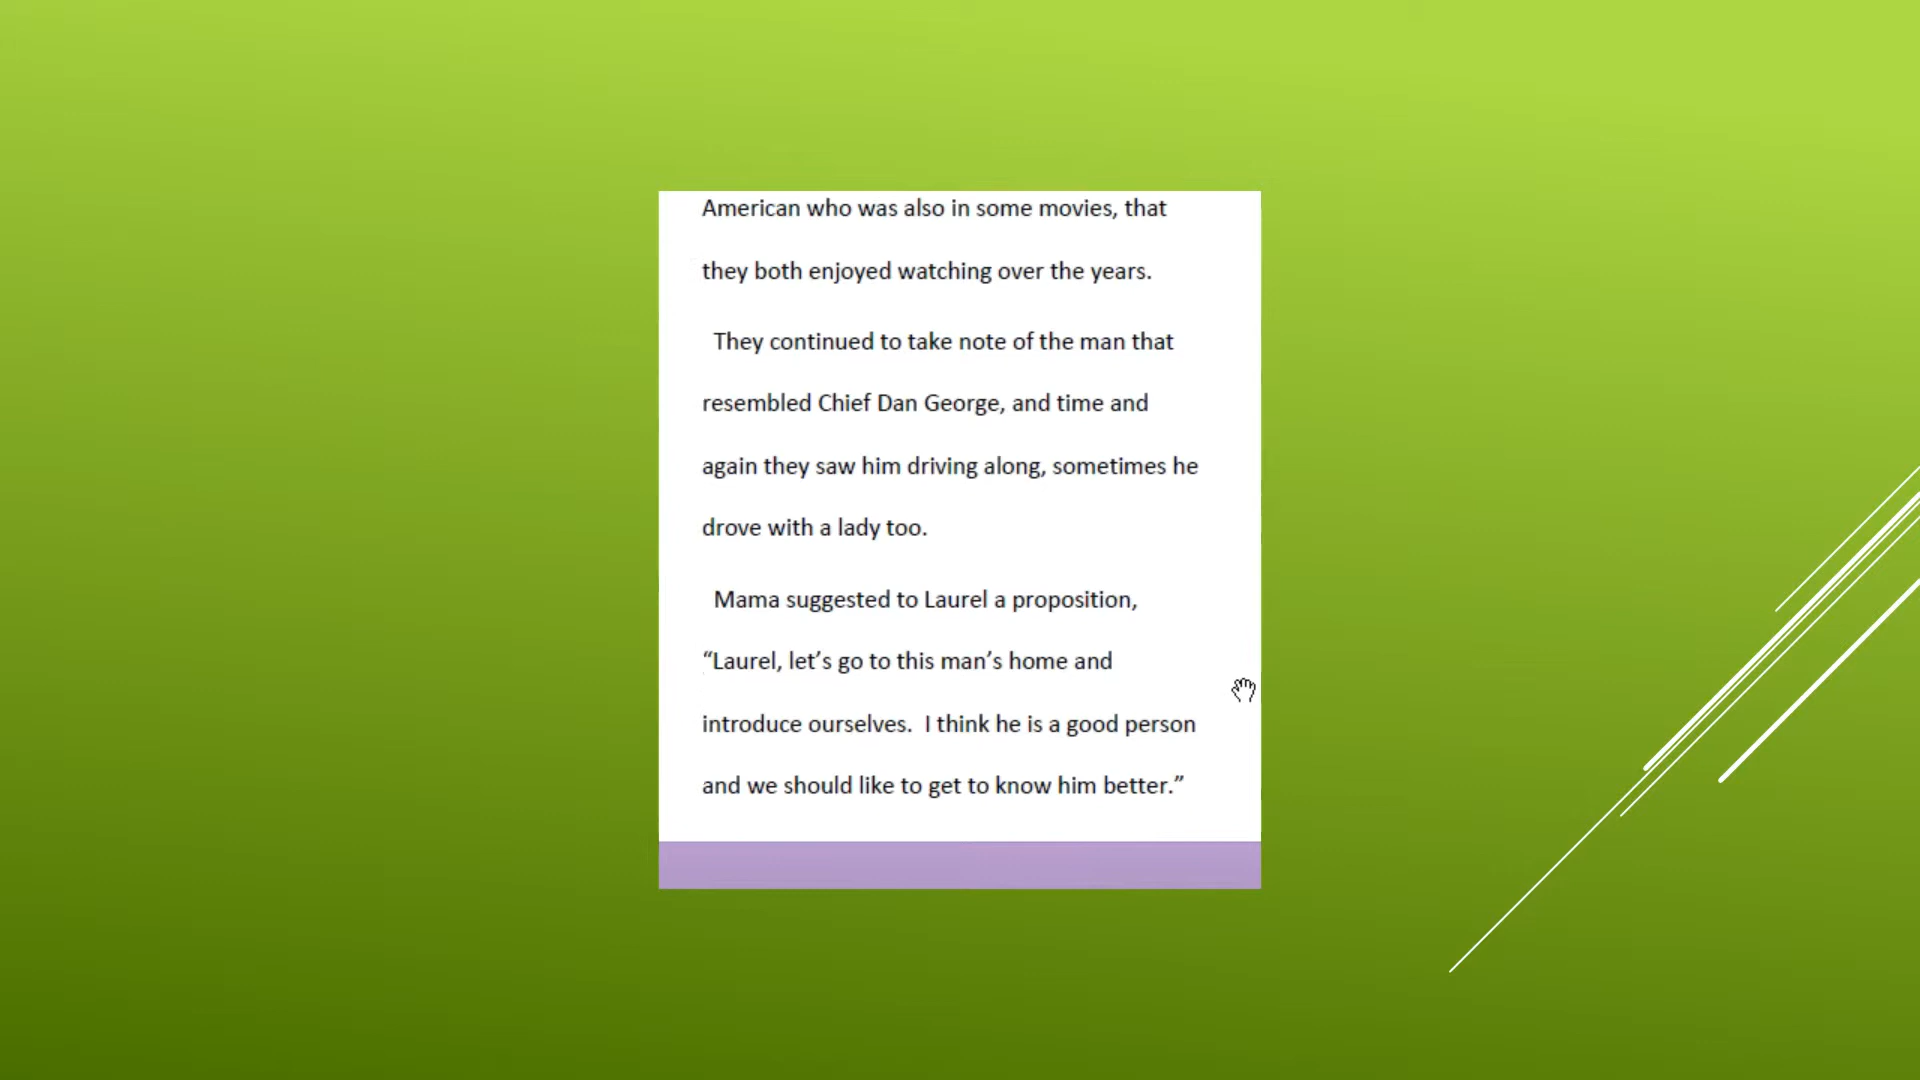 American who was also in some movies, that
they both enjoyed watching over the years.
They continued to take note of the man that
resembled Chief Dan George, and time and
again they saw him driving along, sometimes he
drove with a lady too.
Mama suggested to Laurel a proposition,
“Laurel, let’s go to this man’s home and
introduce ourselves.  I think he is a good person
and we should like to get to know him better.”